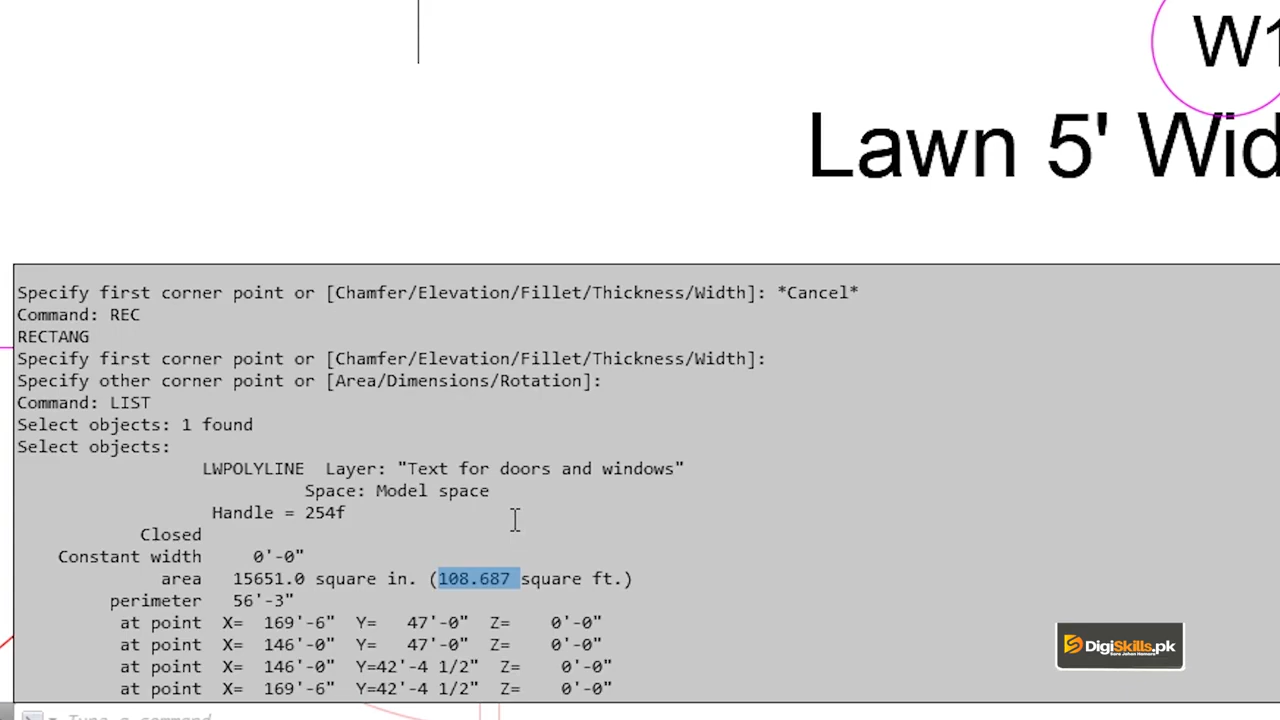 W1
Lawn 5' Wid
Specify first corner point or [Chamfer/Elevation/Fillet/Thickness/Width]: *Cancel*
Command: REC
RECTANG
Specify first corner point or [Chamfer/Elevation/Fillet/Thickness/Width]:
Specify other corner point or [Area/Dimensions/Rotation]:
Command: LIST
Select objects: 1 found
Select objects:
LWPOLYLINE Layer: "Text for doors and windows"
Space: Model space
Handle = 254f
Closed
Constant width 0'-0"
area 15651.0 square in. (108.687 square ft.)
perimeter 56'-3"
at point X= 169'-6" Y= 47'-0" Z= 0'-0"
at point X= 146'-0" Y= 47'-0" Z= 0'-0"
at point X= 146'-0" Y=42'-4 1/2" Z= 0'-0"
at point X= 169'-6" Y=42'-4 1/2" Z= 0'-0"
DigiSkills.pk
Type a command